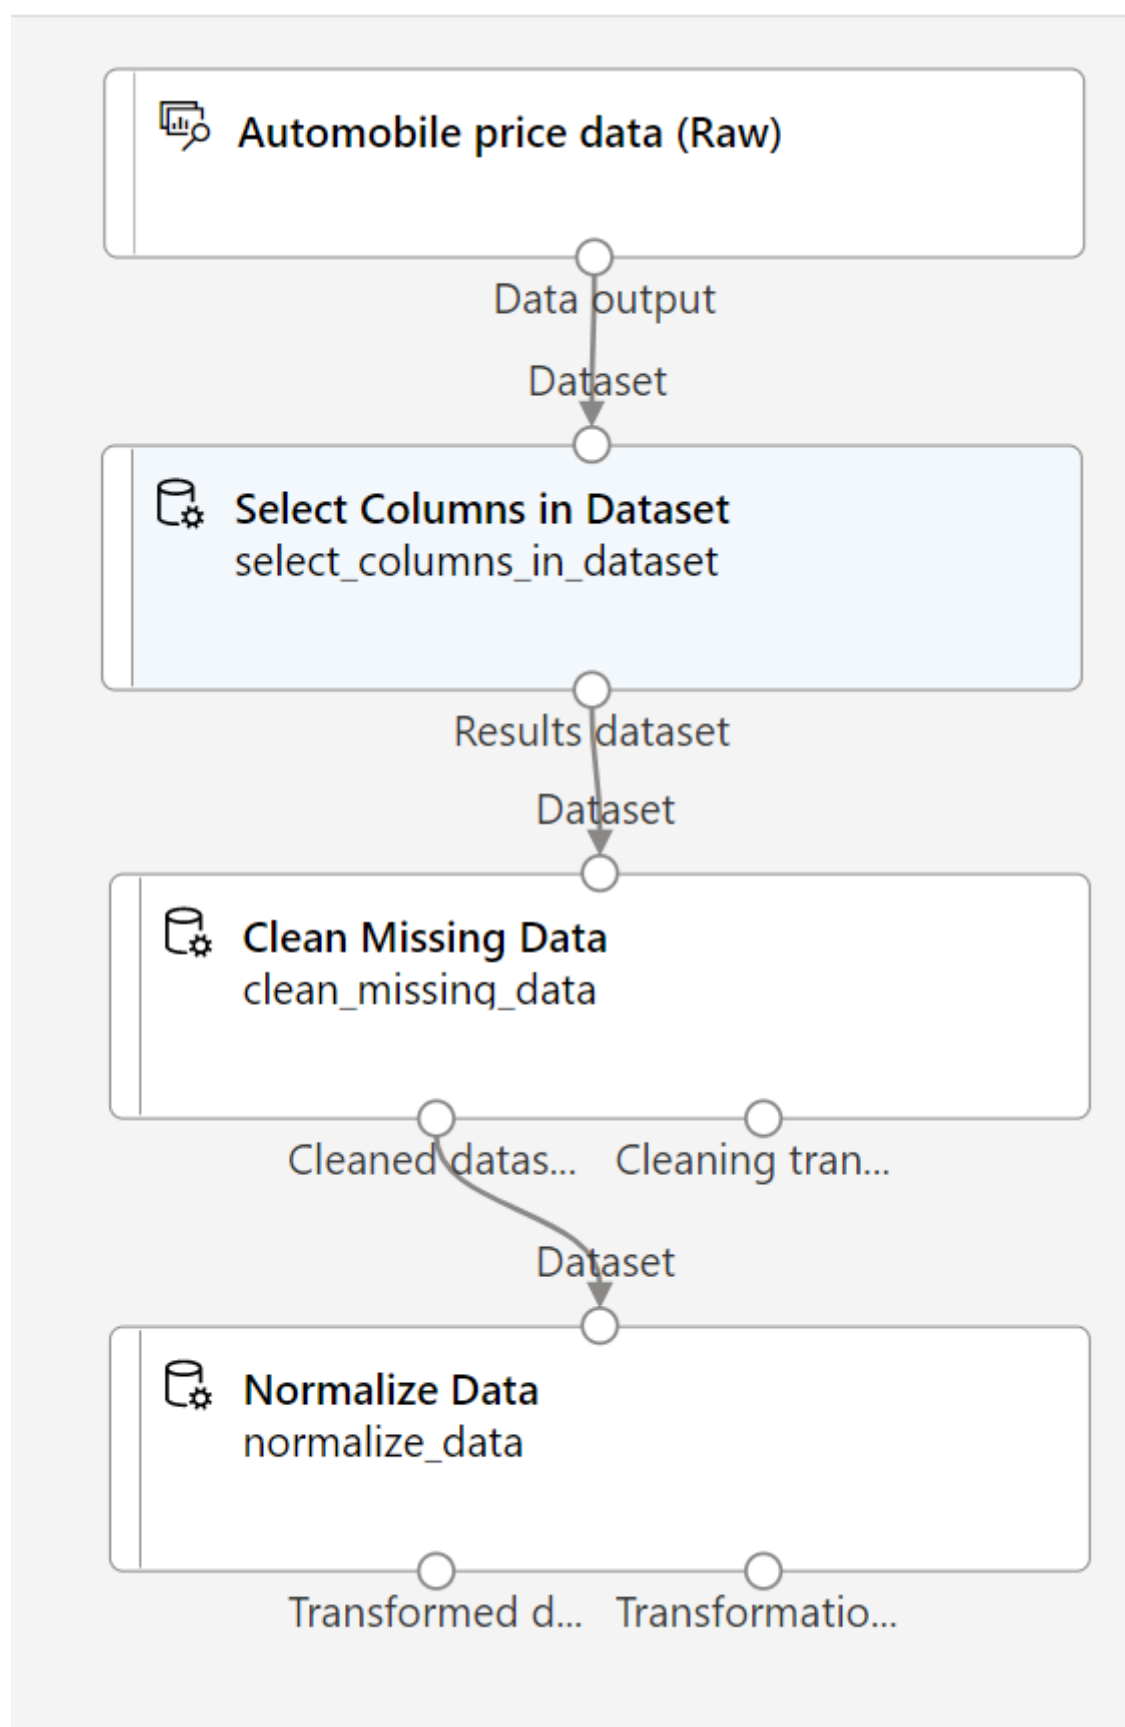 Automobile price data (Raw)
Data output
Dataset
Select Columns in Dataset
select_columns_in_dataset
Results dataset
Dataset
Clean Missing Data
clean_missing_data
Cleaned datas... Cleaning tran...
Dataset
Normalize Data
normalize_data
Transformed d... Transformatio...